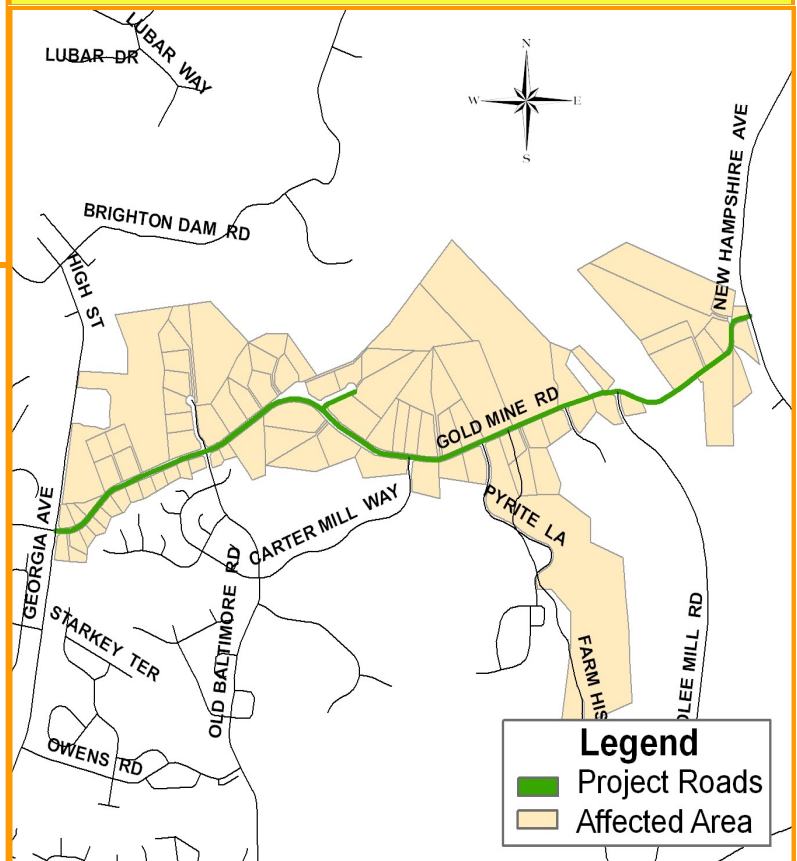 LUBAR WAY
LUBAR DR
N
W
E
S
NEW HAMPSHIRE AVE
BRIGHTON DAM RD
HIGH ST
GOLD MINE RD
GEORGIA AVE
CARTER MILL WAY
PYRITE LA
OLD BALTIMORE RD
STARKEY TER
FARM HIS
DLEE MILL RD
OWENS RD
Legend
Project Roads
Affected Area